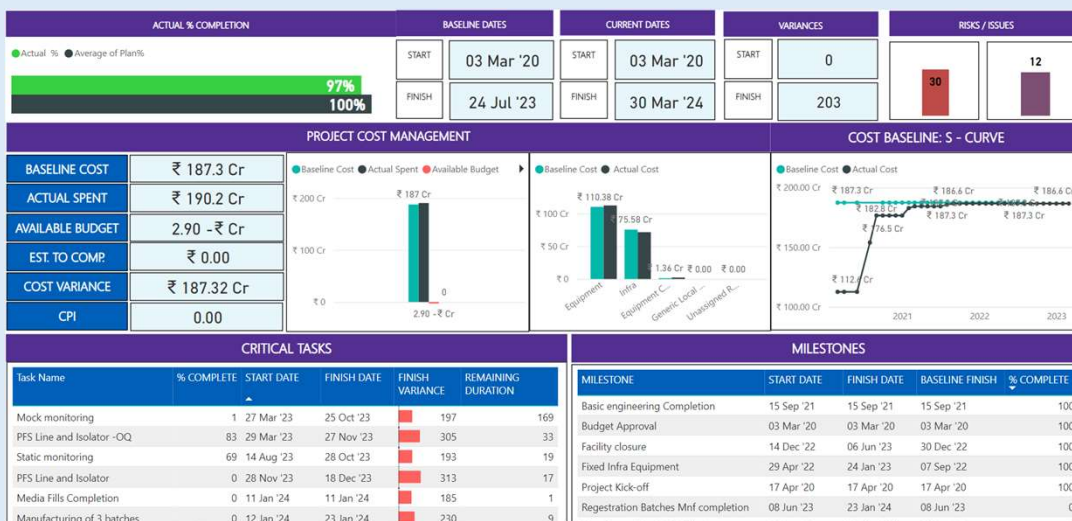 ACTUAL % COMPLETION
Actual % Average of Plan%
97%
100%
BASELINE DATES
START 03 Mar '20
FINISH 24 Jul '23
CURRENT DATES
START 03 Mar '20
FINISH 30 Mar '24
VARIANCES
START 0
FINISH 203
RISKS / ISSUES
30
12
PROJECT COST MANAGEMENT
BASELINE COST ₹ 187.3 Cr
ACTUAL SPENT ₹ 190.2 Cr
AVAILABLE BUDGET 2.90 -₹ Cr
EST. TO COMP. ₹ 0.00
COST VARIANCE ₹ 187.32 Cr
CPI 0.00
Baseline Cost Actual Spent Available Budget
₹ 200 Cr
₹ 100 Cr
₹ 0
₹ 187 Cr
0
2.90 -₹ Cr
Baseline Cost Actual Cost
₹ 100 Cr
₹ 50 Cr
₹ 0
₹ 110.38 Cr
₹ 75.58 Cr
1.36 Cr
₹ 0.00
₹ 0.00
Equipment
Infra
Equipment C...
Generic Local ...
Unassigned R...
COST BASELINE: S - CURVE
Baseline Cost Actual Cost
₹ 200.00 Cr
₹ 150.00 Cr
₹ 100.00 Cr
₹ 187.3 Cr
₹ 186.6 Cr
₹ 186.6 Cr
₹ 182.8 Cr
₹ 187.3 Cr
₹ 187.3 Cr
₹ 176.5 Cr
2021
2022
2023
CRITICAL TASKS
Task Name % COMPLETE START DATE FINISH DATE FINISH VARIANCE REMAINING DURATION
Mock monitoring 1 27 Mar '23 25 Oct '23 197 169
PFS Line and Isolator -OQ 83 29 Mar '23 27 Nov '23 305 33
Static monitoring 69 14 Aug '23 28 Oct '23 193 19
PFS Line and Isolator 0 28 Nov '23 18 Dec '23 313 17
Media Fills Completion 0 11 Jan '24 11 Jan '24 185 1
Manufacturing of 3 batches 0 12 Jan '24 23 Jan '24 230 9
MILESTONES
MILESTONE START DATE FINISH DATE BASELINE FINISH % COMPLETE
Basic engineering Completion 15 Sep '21 15 Sep '21 15 Sep '21 100
Budget Approval 03 Mar '20 03 Mar '20 03 Mar '20 100
Facility closure 14 Dec '22 06 Jun '23 30 Dec '22 100
Fixed Infra Equipment 29 Apr '22 24 Jan '23 07 Sep '22 100
Project Kick-off 17 Apr '20 17 Apr '20 17 Apr '20 100
Regestration Batches Mnf completion 08 Jun '23 23 Jan '24 08 Jun '23 0